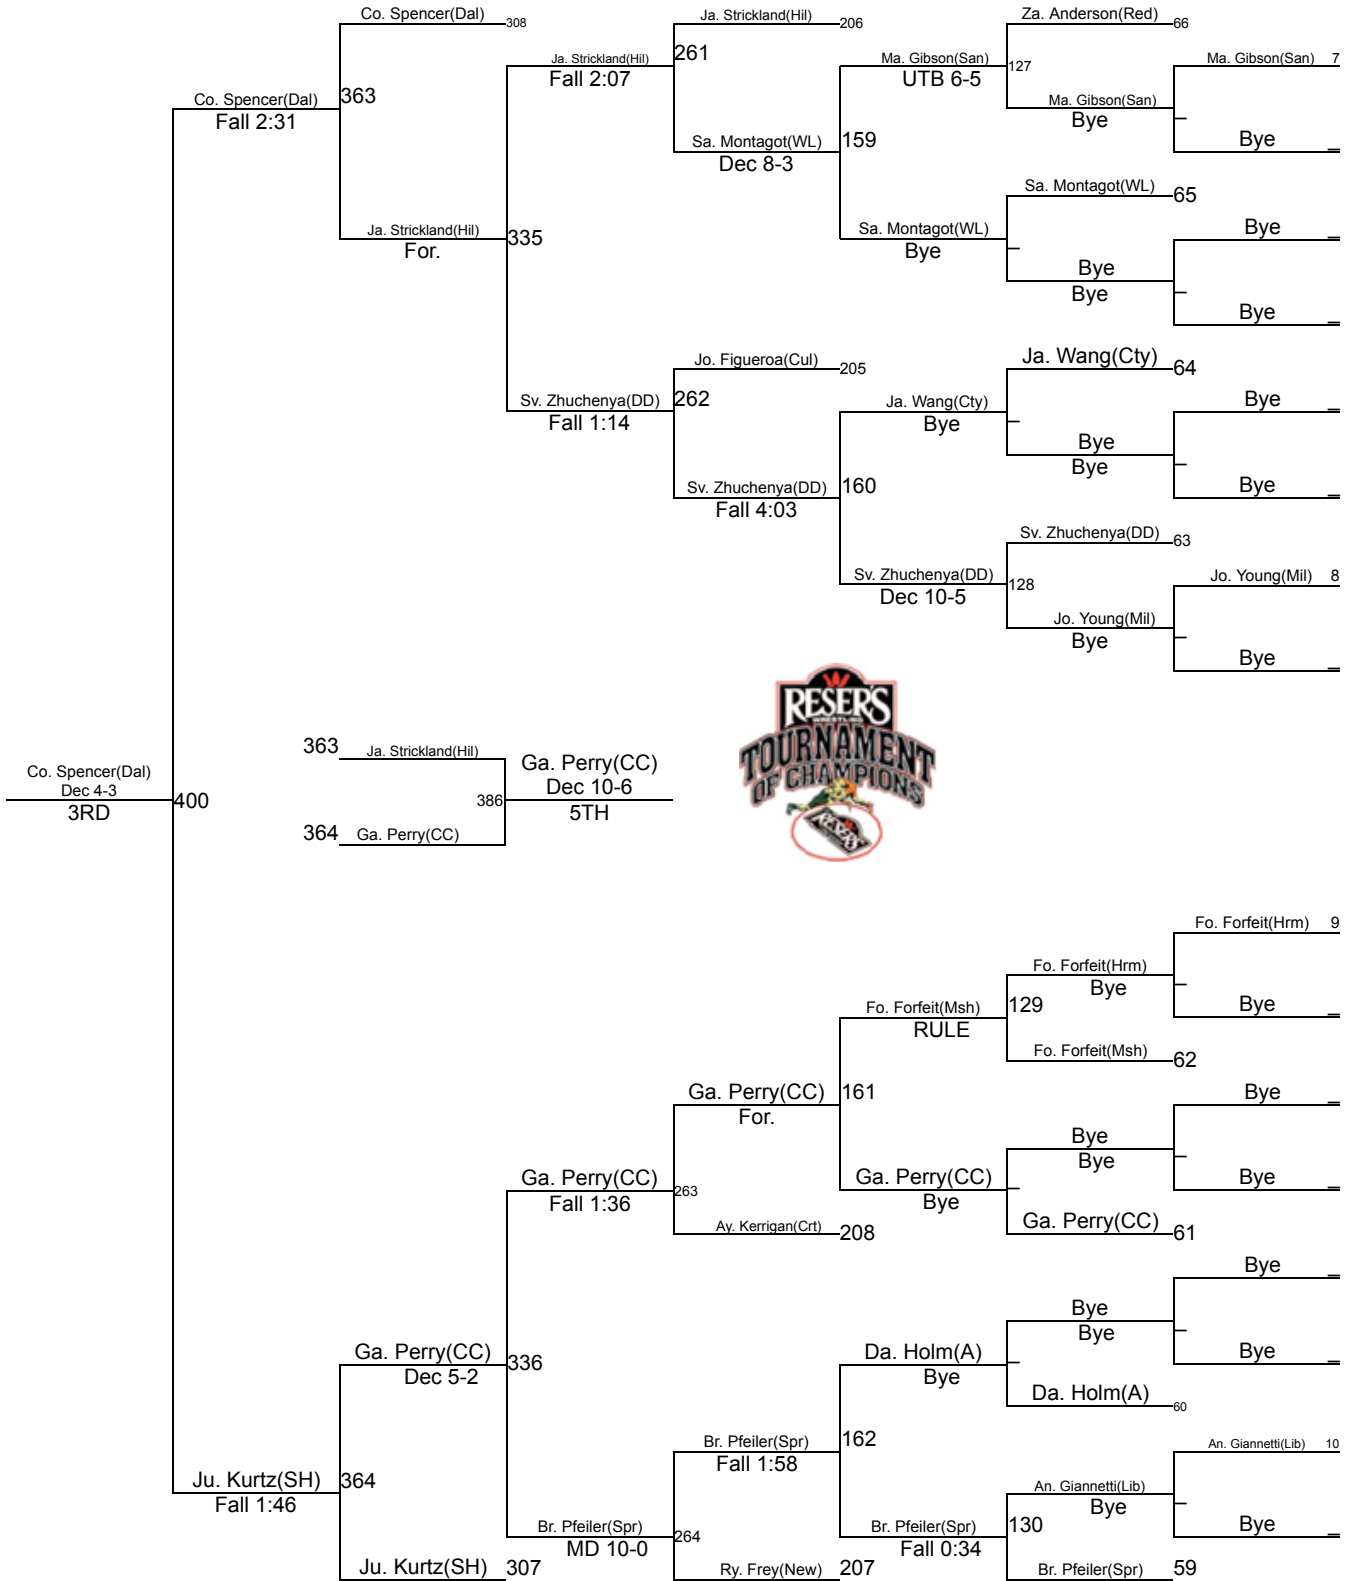 Co. Spencer(Dal)
308
Ja. Strickland(Hil)
206
Za. Anderson(Red)
66
Ja. Strickland(Hil)
Fall 2:07
261
Ma. Gibson(San)
UTB 6-5
127
Ma. Gibson(San) 7
Co. Spencer(Dal)
Fall 2:31
363
Ma. Gibson(San)
Bye
Bye
Sa. Montagot(WL)
Dec 8-3
159
Sa. Montagot(WL)
65
Ja. Strickland(Hil)
For.
335
Sa. Montagot(WL)
Bye
Bye
Bye
Bye
Bye
Jo. Figueroa(Cul)
205
Ja. Wang(Cty)
64
Sv. Zhuchenya(DD)
Fall 1:14
262
Ja. Wang(Cty)
Bye
Bye
Bye
Bye
Sv. Zhuchenya(DD)
Fall 4:03
160
Bye
Sv. Zhuchenya(DD)
63
Sv. Zhuchenya(DD)
Dec 10-5
128
Jo. Young(Mil) 8
Jo. Young(Mil)
Bye
Bye
RESER'S
WRESTLING
TOURNAMENT
OF CHAMPIONS
RESER'S
363
Ja. Strickland(Hil)
Co. Spencer(Dal)
Dec 4-3
3RD
400
386
Ga. Perry(CC)
Dec 10-6
5TH
364
Ga. Perry(CC)
Fo. Forfeit(Hrm) 9
Fo. Forfeit(Hrm)
Bye
Fo. Forfeit(Msh)
RULE
129
Bye
Fo. Forfeit(Msh)
62
Ga. Perry(CC)
For.
161
Bye
Bye
Bye
Ga. Perry(CC)
Fall 1:36
263
Ga. Perry(CC)
Bye
Bye
Ay. Kerrigan(Crt)
208
Ga. Perry(CC)
61
Bye
Bye
Bye
Ga. Perry(CC)
Dec 5-2
336
Da. Holm(A)
Bye
Bye
Da. Holm(A)
60
Br. Pfeiler(Spr)
Fall 1:58
162
An. Giannetti(Lib) 10
Ju. Kurtz(SH)
Fall 1:46
364
An. Giannetti(Lib)
Bye
Br. Pfeiler(Spr)
MD 10-0
264
Br. Pfeiler(Spr)
Fall 0:34
130
Bye
Ju. Kurtz(SH)
307
Ry. Frey(New)
207
Br. Pfeiler(Spr)
59